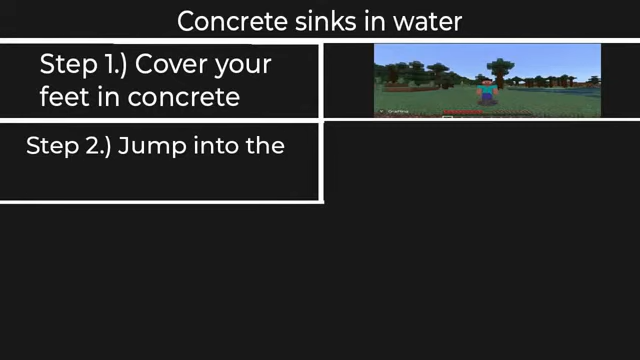 Concrete sinks in water
Step 1.) Cover your
feet in concrete
Step 2.) Jump into the